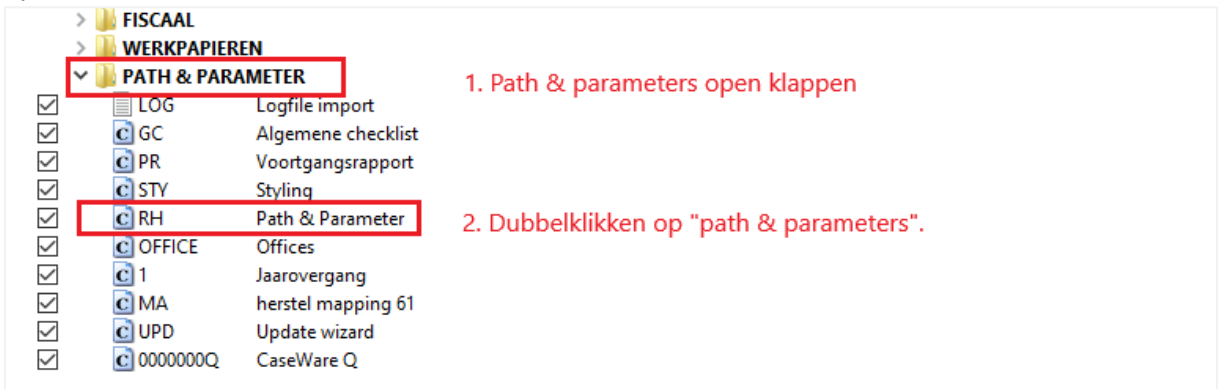 FISCAAL
WERKPAPIEREN
PATH & PARAMETER
1. Path & parameters open klappen
LOG Logfile import
GC Algemene checklist
PR Voortgangsrapport
STY Styling
RH Path & Parameter
2. Dubbelklikken op "path & parameters".
OFFICE Offices
1 Jaarovergang
MA herstel mapping 61
UPD Update wizard
0000000Q CaseWare Q